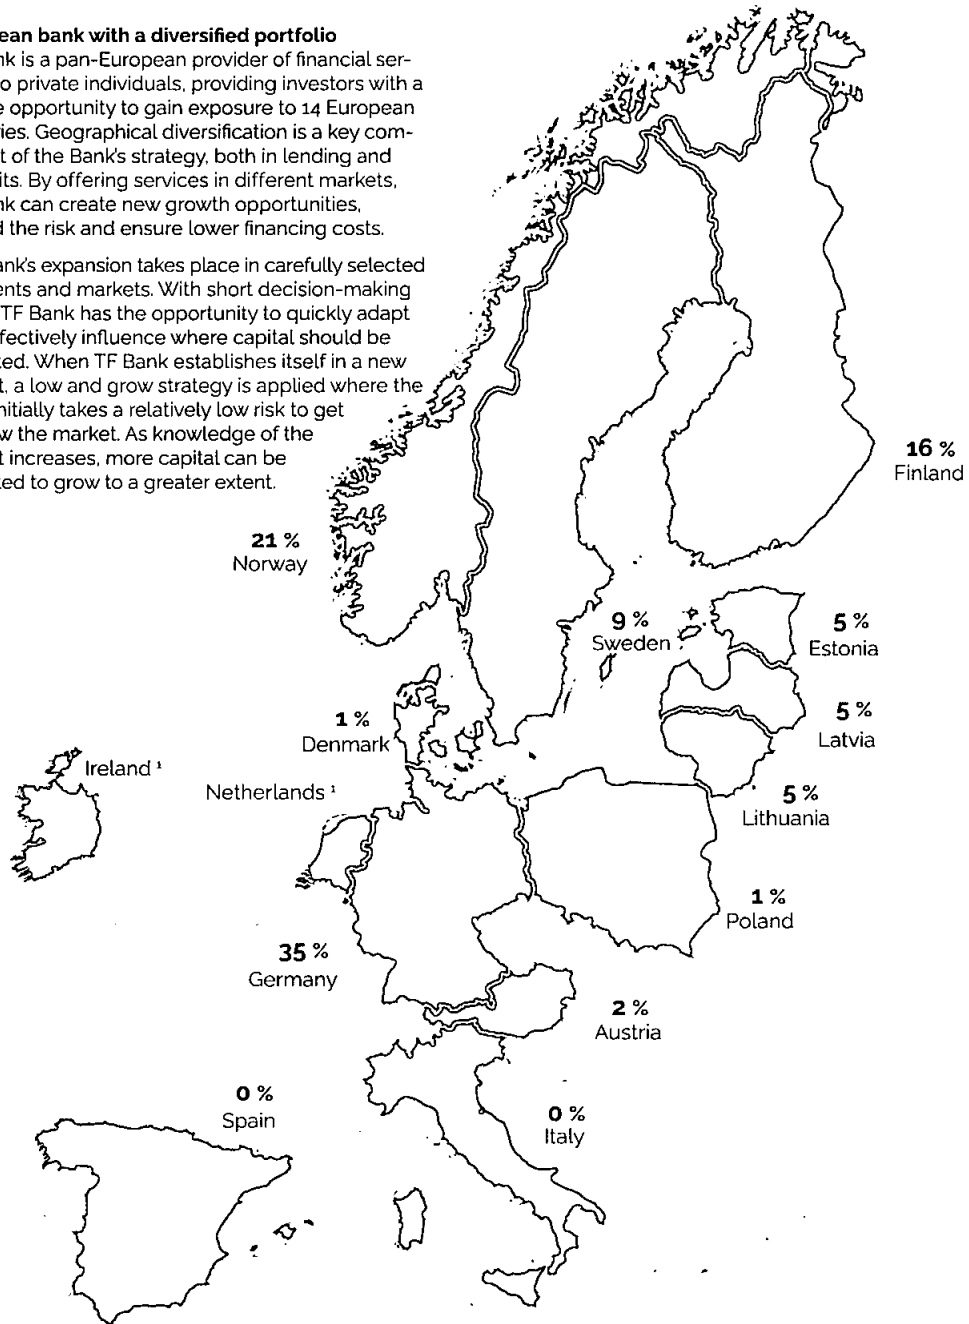 ean bank with a diversified portfolio
nk is a pan-European provider of financial ser-
o private individuals, providing investors with a
e opportunity to gain exposure to 14 European
ies. Geographical diversification is a key com-
t of the Bank's strategy, both in lending and
its. By offering services in different markets,
nk can create new growth opportunities,
d the risk and ensure lower financing costs.
ank's expansion takes place in carefully selected
ents and markets. With short decision-making
TF Bank has the opportunity to quickly adapt
fectively influence where capital should be
ed. When TF Bank establishes itself in a new
t, a low and grow strategy is applied where the
nitially takes a relatively low risk to get
w the market. As knowledge of the
t increases, more capital can be
ted to grow to a greater extent.
16 %
Finland
21 %
Norway
9 %
Sweden
5 %
Estonia
1 %
Denmark
5 %
Latvia
Ireland ¹
Netherlands ¹
5 %
Lithuania
1 %
Poland
35 %
Germany
2 %
Austria
0 %
Spain
0 %
Italy